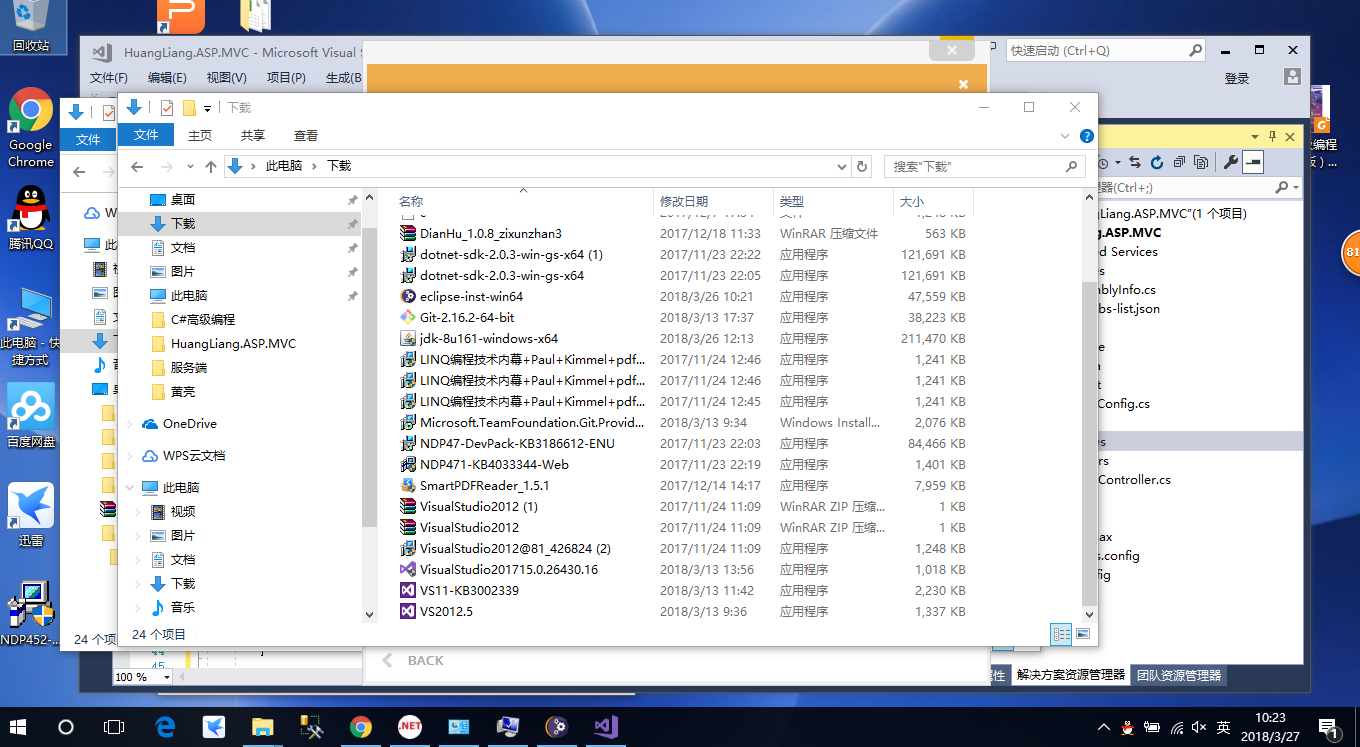 回收站
Google
Chrome
腾讯QQ
此电脑 - 快
捷方式
百度网盘
迅雷
NDP452-...
HuangLiang.ASP.MVC - Microsoft Visual
快速启动 (Ctrl+Q)
文件(F) 编辑(E) 视图(V) 项目(P) 生成(B
登录
文件
24 个项
下载
文件 主页 共享 查看
此电脑 下载
搜索"下载"
桌面
下载
文档
图片
此电脑
C#高级编程
HuangLiang.ASP.MVC
服务端
黄亮
OneDrive
WPS云文档
此电脑
视频
图片
文档
下载
音乐
名称 修改日期 类型 大小
DianHu_1.0.8_zixunzhan3 2017/12/18 11:33 WinRAR 压缩文件 563 KB
dotnet-sdk-2.0.3-win-gs-x64 (1) 2017/11/23 22:22 应用程序 121,691 KB
dotnet-sdk-2.0.3-win-gs-x64 2017/11/23 22:05 应用程序 121,691 KB
eclipse-inst-win64 2018/3/26 10:21 应用程序 47,559 KB
Git-2.16.2-64-bit 2018/3/13 17:37 应用程序 38,223 KB
jdk-8u161-windows-x64 2018/3/26 12:13 应用程序 211,470 KB
LINQ编程技术内幕+Paul+Kimmel+pdf... 2017/11/24 12:46 应用程序 1,241 KB
LINQ编程技术内幕+Paul+Kimmel+pdf... 2017/11/24 12:46 应用程序 1,241 KB
LINQ编程技术内幕+Paul+Kimmel+pdf... 2017/11/24 12:45 应用程序 1,241 KB
Microsoft.TeamFoundation.Git.Provid... 2018/3/13 9:34 Windows Install... 2,076 KB
NDP47-DevPack-KB3186612-ENU 2017/11/23 22:03 应用程序 84,466 KB
NDP471-KB4033344-Web 2017/11/23 22:19 应用程序 1,401 KB
SmartPDFReader_1.5.1 2017/12/14 14:17 应用程序 7,959 KB
VisualStudio2012 (1) 2017/11/24 11:09 WinRAR ZIP 压缩... 1 KB
VisualStudio2012 2017/11/24 11:09 WinRAR ZIP 压缩... 1 KB
VisualStudio2012@81_426824 (2) 2017/11/24 11:09 应用程序 1,248 KB
VisualStudio201715.0.26430.16 2018/3/13 13:56 应用程序 1,018 KB
VS11-KB3002339 2018/3/13 11:42 应用程序 2,230 KB
VS2012.5 2018/3/13 9:36 应用程序 1,337 KB
24 个项目
BACK
100 %
器(Ctrl+;)
gLiang.ASP.MVC"(1 个项目)
g.ASP.MVC
d Services
s
blyInfo.cs
bs-list.json
e
a
t
Config.cs
es
rs
Controller.cs
ax
s.config
fig
性 解决方案资源管理器 团队资源管理器
编程
81
.NET
英
10:23
2018/3/27
1